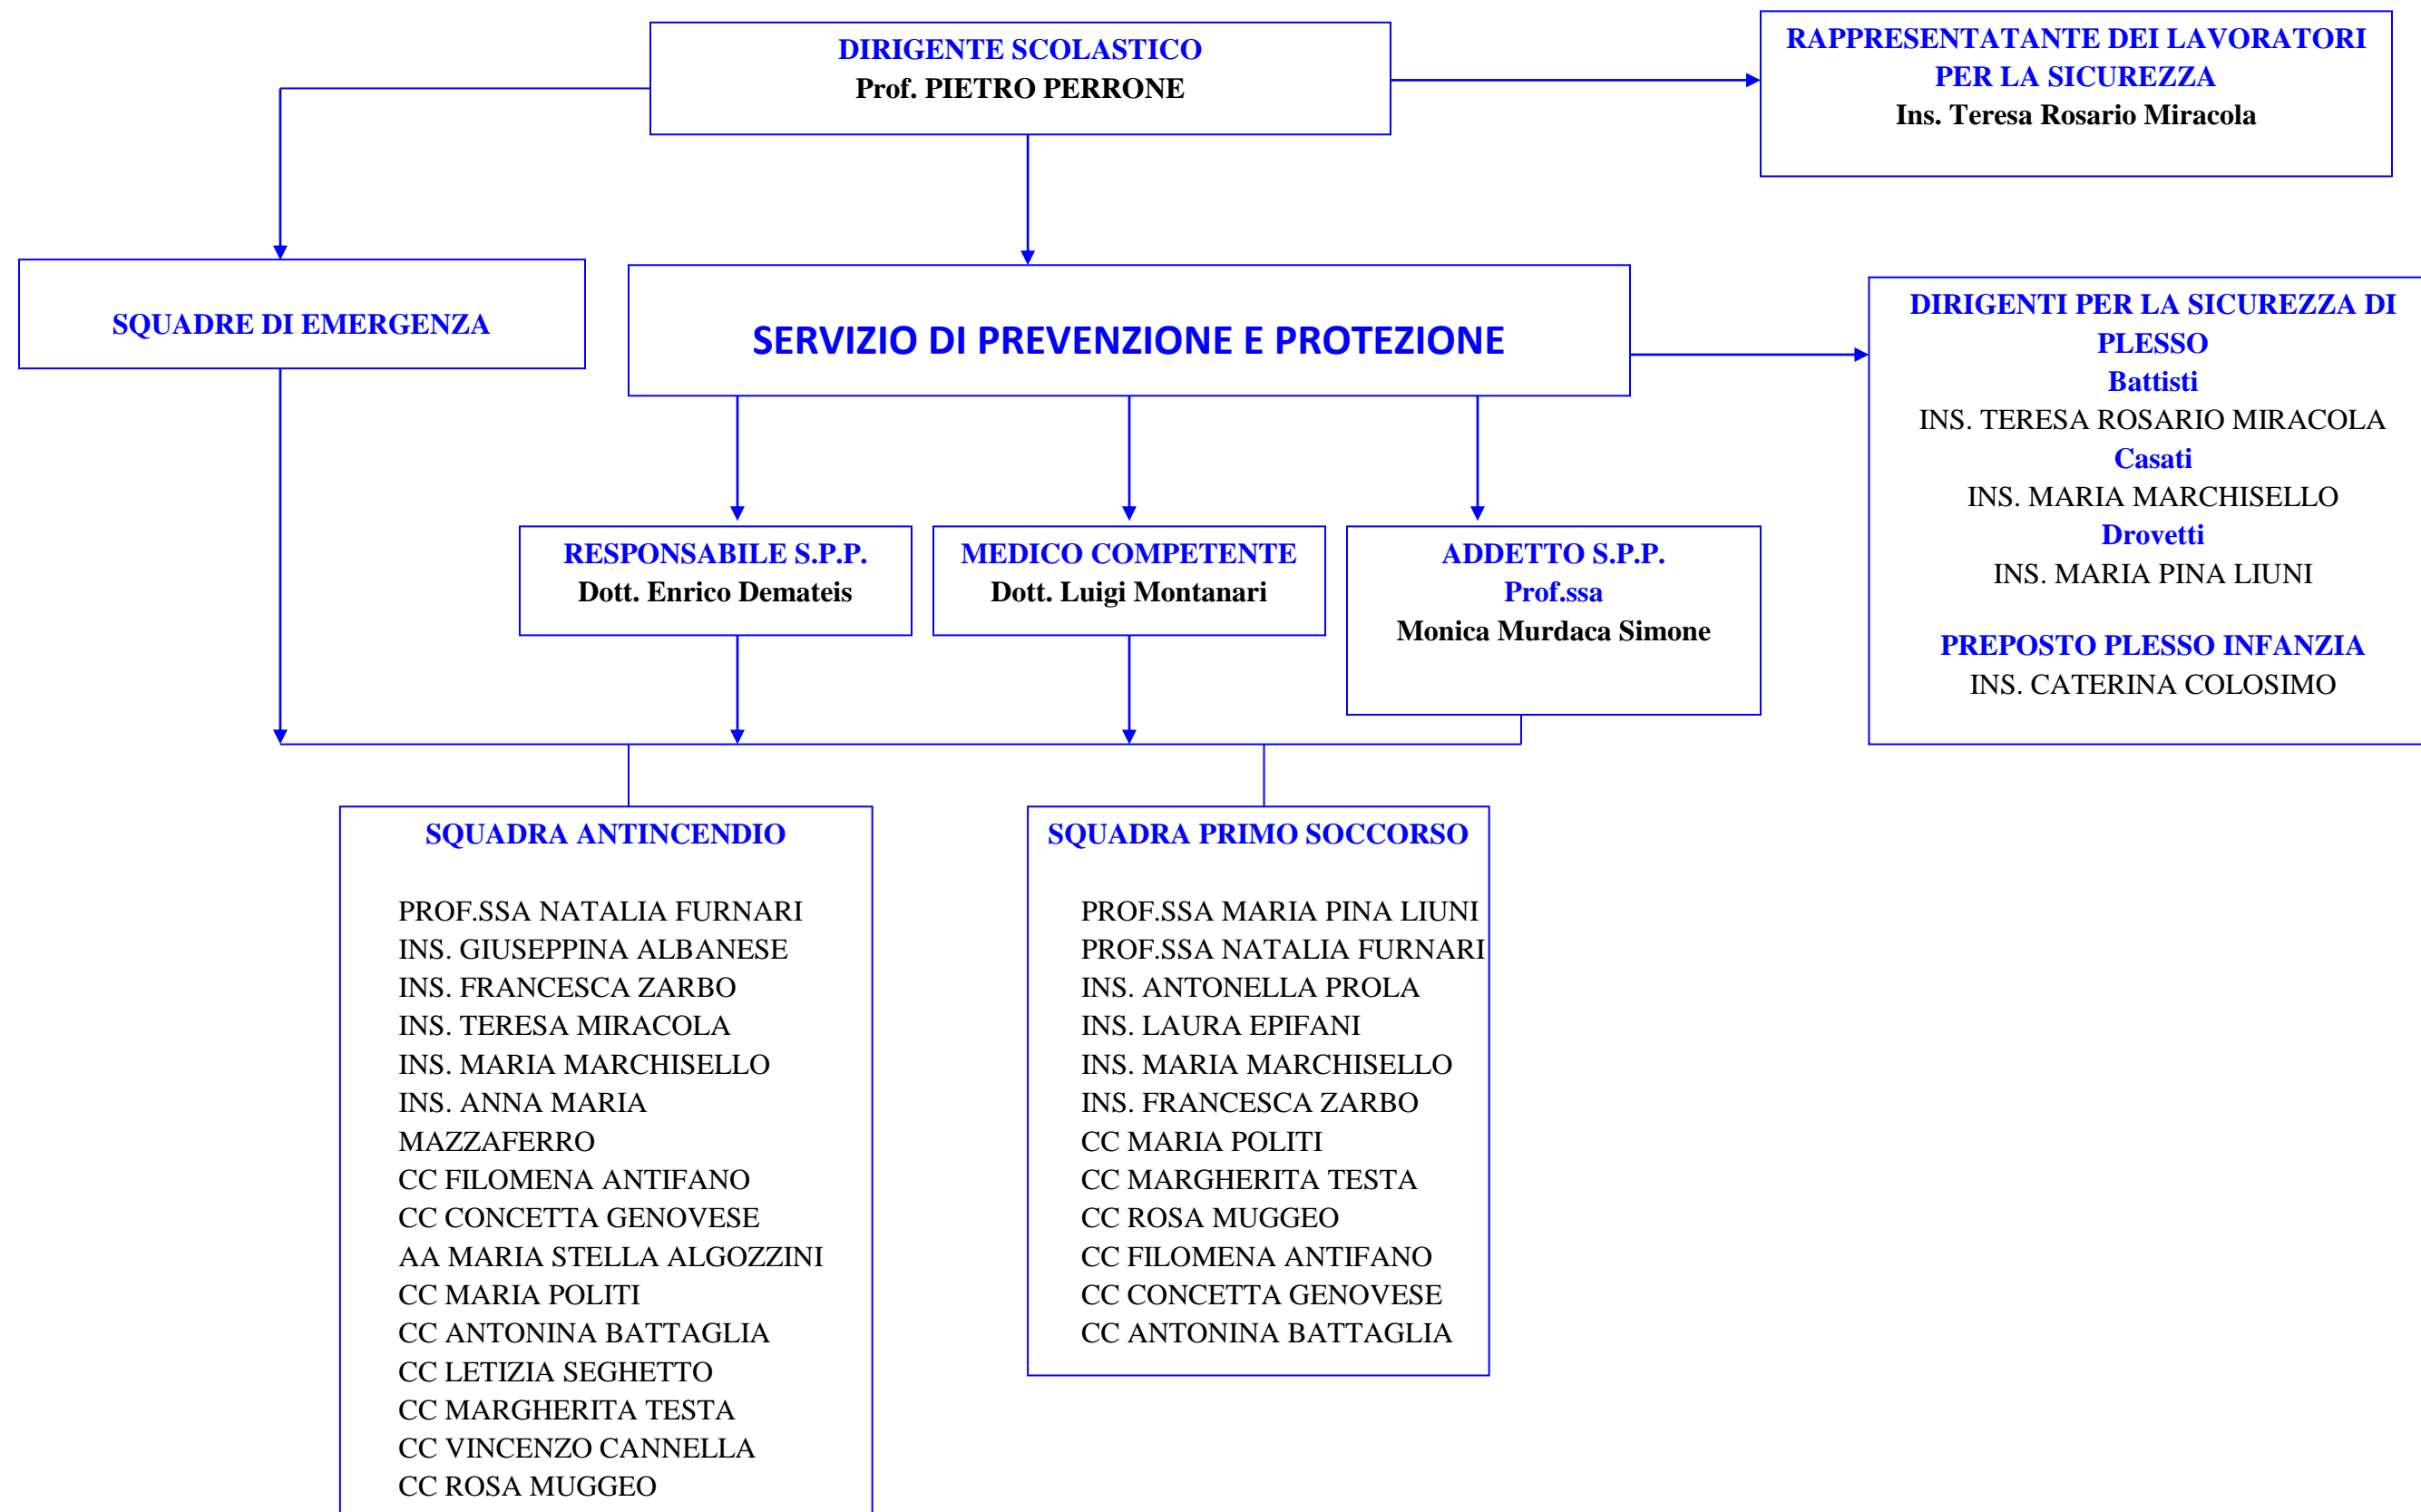 DIRIGENTE SCOLASTICO
Prof. PIETRO PERRONE
RAPPRESENTATANTE DEI LAVORATORI
PER LA SICUREZZA
Ins. Teresa Rosario Miracola
SQUADRE DI EMERGENZA
SERVIZIO DI PREVENZIONE E PROTEZIONE
DIRIGENTI PER LA SICUREZZA DI
PLESSO
Battisti
INS. TERESA ROSARIO MIRACOLA
Casati
INS. MARIA MARCHISELLO
Drovetti
INS. MARIA PINA LIUNI
PREPOSTO PLESSO INFANZIA
INS. CATERINA COLOSIMO
RESPONSABILE S.P.P.
Dott. Enrico Demateis
MEDICO COMPETENTE
Dott. Luigi Montanari
ADDETTO S.P.P.
Prof.ssa
Monica Murdaca Simone
SQUADRA ANTINCENDIO
PROF.SSA NATALIA FURNARI
INS. GIUSEPPINA ALBANESE
INS. FRANCESCA ZARBO
INS. TERESA MIRACOLA
INS. MARIA MARCHISELLO
INS. ANNA MARIA
MAZZAFERRO
CC FILOMENA ANTIFANO
CC CONCETTA GENOVESE
AA MARIA STELLA ALGOZZINI
CC MARIA POLITI
CC ANTONINA BATTAGLIA
CC LETIZIA SEGHETTO
CC MARGHERITA TESTA
CC VINCENZO CANNELLA
CC ROSA MUGGEO
SQUADRA PRIMO SOCCORSO
PROF.SSA MARIA PINA LIUNI
PROF.SSA NATALIA FURNARI
INS. ANTONELLA PROLA
INS. LAURA EPIFANI
INS. MARIA MARCHISELLO
INS. FRANCESCA ZARBO
CC MARIA POLITI
CC MARGHERITA TESTA
CC ROSA MUGGEO
CC FILOMENA ANTIFANO
CC CONCETTA GENOVESE
CC ANTONINA BATTAGLIA